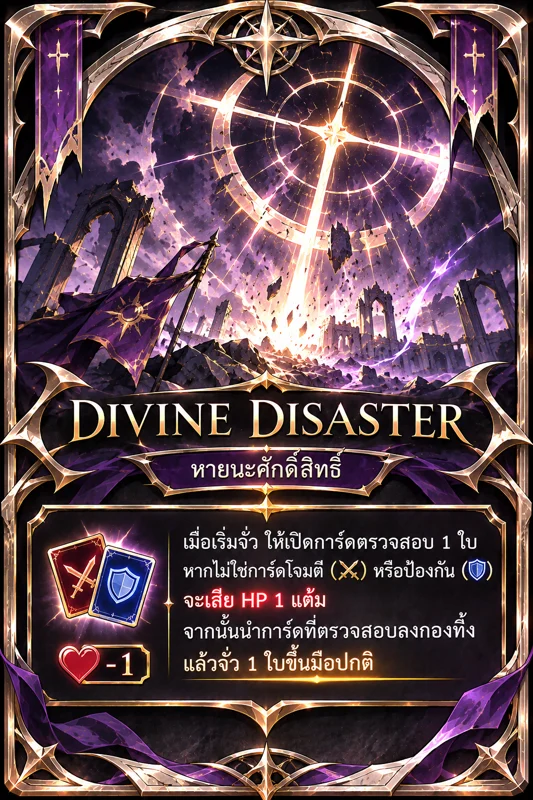 DIVINE DISASTER
หายนะศักดิ์สิทธิ์
เมื่อเริ่มจั่ว ให้เปิดการ์ดตรวจสอบ 1 ใบ
หากไม่ใช่การ์ดโจมตี (⚔) หรือป้องกัน (🛡)
จะเสีย HP 1 แต้ม
จากนั้นนำการ์ดที่ตรวจสอบลงกองทิ้ง
แล้วจั่ว 1 ใบขึ้นมือปกติ
-1